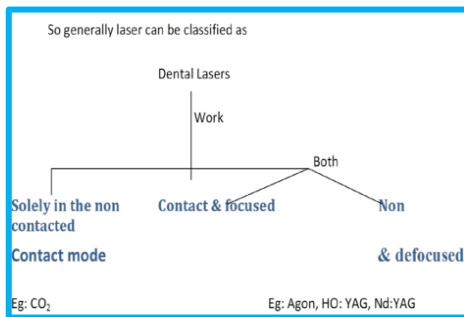 So generally laser can be classified as
Dental Lasers
Work
Both
Solely in the non contacted
Contact & focused
Non
Contact mode
& defocused
Eg: CO₂
Eg: Agon, HO: YAG, Nd:YAG